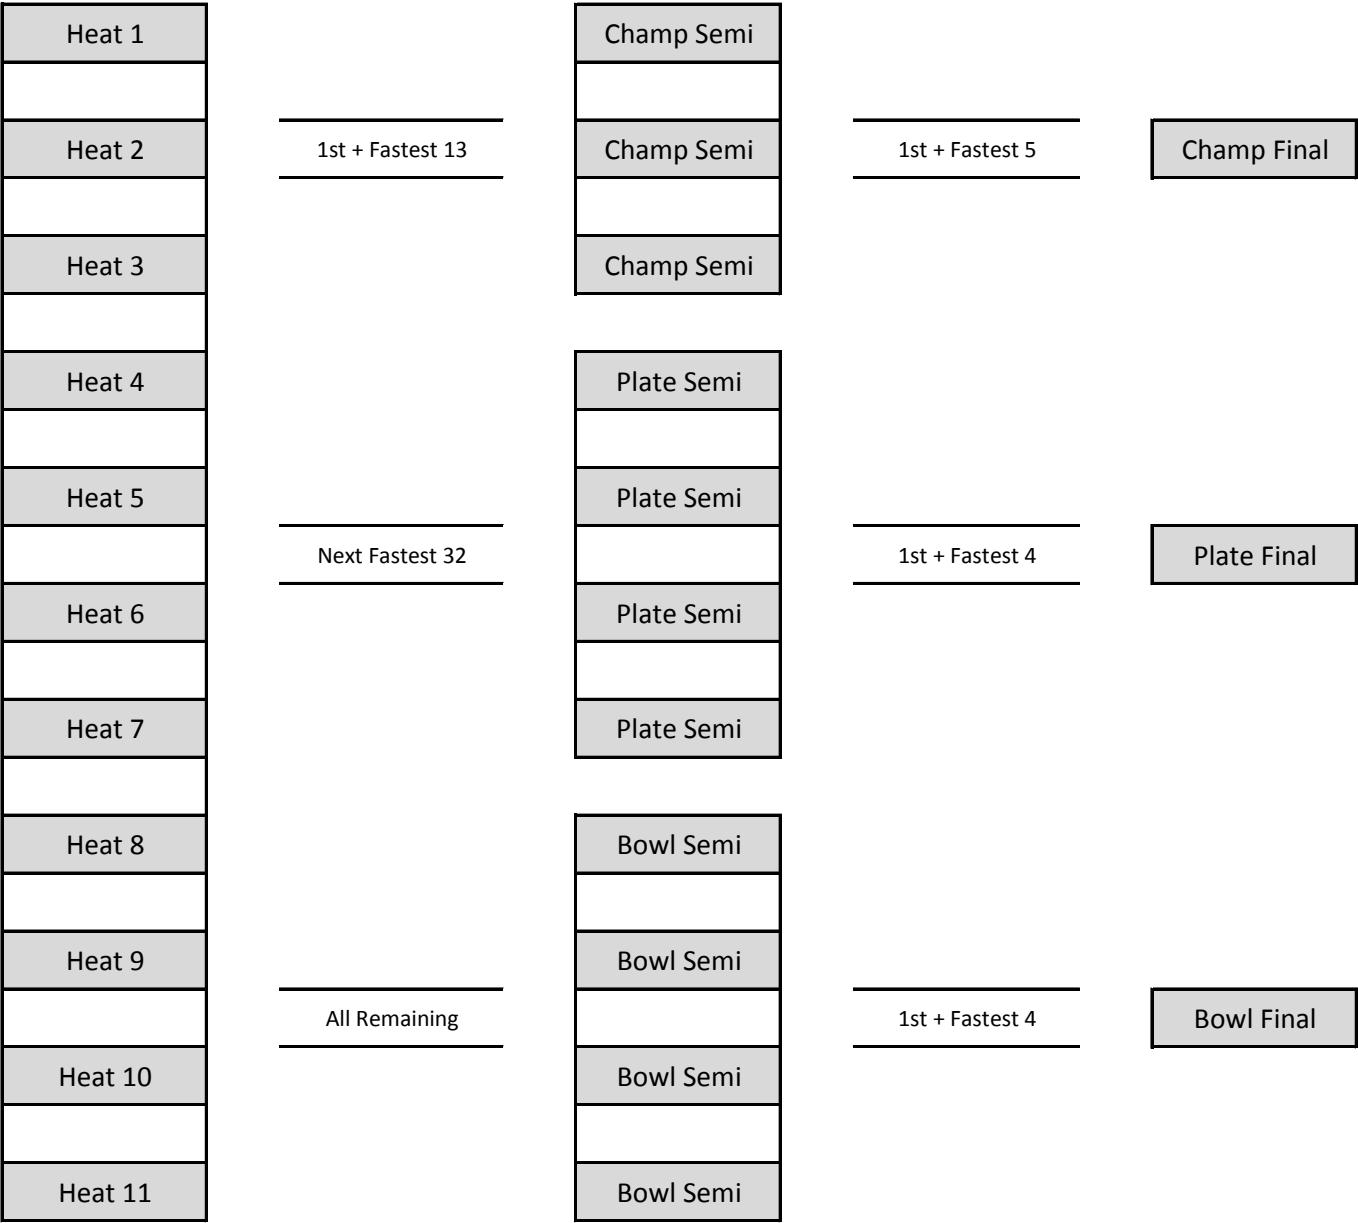 Heat 1
Champ Semi
Heat 2
1st + Fastest 13
Champ Semi
1st + Fastest 5
Champ Final
Heat 3
Champ Semi
Heat 4
Plate Semi
Heat 5
Plate Semi
Next Fastest 32
1st + Fastest 4
Plate Final
Heat 6
Plate Semi
Heat 7
Plate Semi
Heat 8
Bowl Semi
Heat 9
Bowl Semi
All Remaining
1st + Fastest 4
Bowl Final
Heat 10
Bowl Semi
Heat 11
Bowl Semi